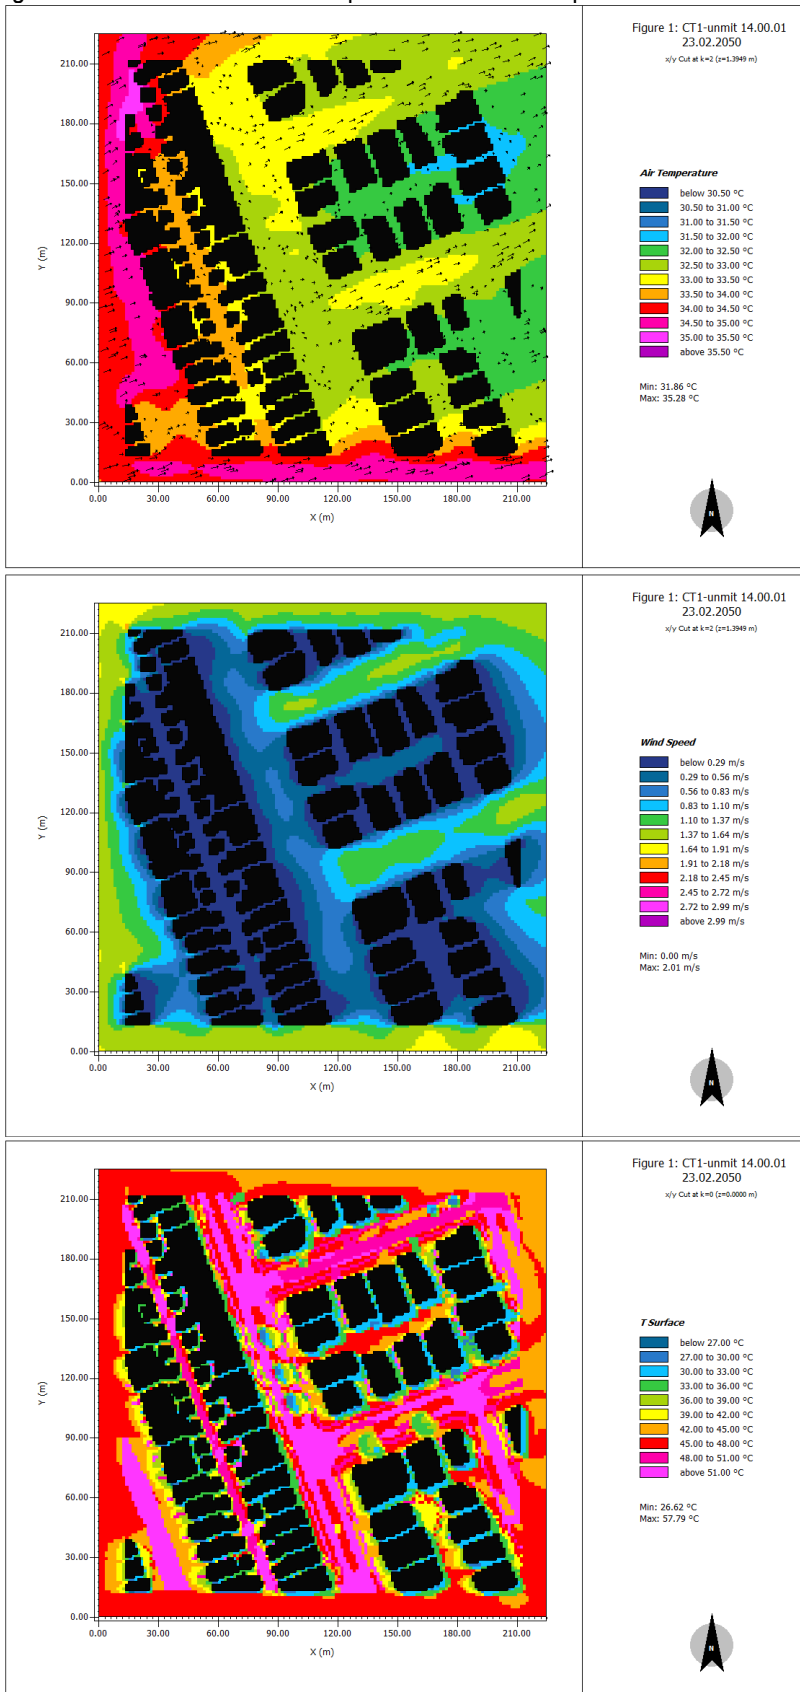 Figure 1: CT1-unmit 14.00.01
23.02.2050
x/y Cut at k=2 (z=1.3949 m)
210.00
180.00
150.00
120.00
90.00
60.00
30.00
0.00
Y (m)
0.00 30.00 60.00 90.00 120.00 150.00 180.00 210.00
X (m)
Air Temperature
below 30.50 °C
30.50 to 31.00 °C
31.00 to 31.50 °C
31.50 to 32.00 °C
32.00 to 32.50 °C
32.50 to 33.00 °C
33.00 to 33.50 °C
33.50 to 34.00 °C
34.00 to 34.50 °C
34.50 to 35.00 °C
35.00 to 35.50 °C
above 35.50 °C
Min: 31.86 °C
Max: 35.28 °C
N
Figure 1: CT1-unmit 14.00.01
23.02.2050
x/y Cut at k=2 (z=1.3949 m)
210.00
180.00
150.00
120.00
90.00
60.00
30.00
0.00
Y (m)
0.00 30.00 60.00 90.00 120.00 150.00 180.00 210.00
X (m)
Wind Speed
below 0.29 m/s
0.29 to 0.56 m/s
0.56 to 0.83 m/s
0.83 to 1.10 m/s
1.10 to 1.37 m/s
1.37 to 1.64 m/s
1.64 to 1.91 m/s
1.91 to 2.18 m/s
2.18 to 2.45 m/s
2.45 to 2.72 m/s
2.72 to 2.99 m/s
above 2.99 m/s
Min: 0.00 m/s
Max: 2.01 m/s
N
Figure 1: CT1-unmit 14.00.01
23.02.2050
x/y Cut at k=0 (z=0.0000 m)
210.00
180.00
150.00
120.00
90.00
60.00
30.00
0.00
Y (m)
0.00 30.00 60.00 90.00 120.00 150.00 180.00 210.00
X (m)
T Surface
below 27.00 °C
27.00 to 30.00 °C
30.00 to 33.00 °C
33.00 to 36.00 °C
36.00 to 39.00 °C
39.00 to 42.00 °C
42.00 to 45.00 °C
45.00 to 48.00 °C
48.00 to 51.00 °C
above 51.00 °C
Min: 26.62 °C
Max: 57.79 °C
N